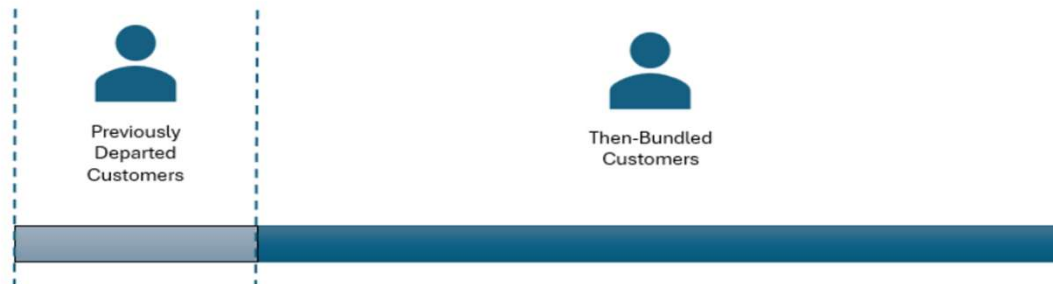 Previously
Departed
Customers
Then-Bundled
Customers